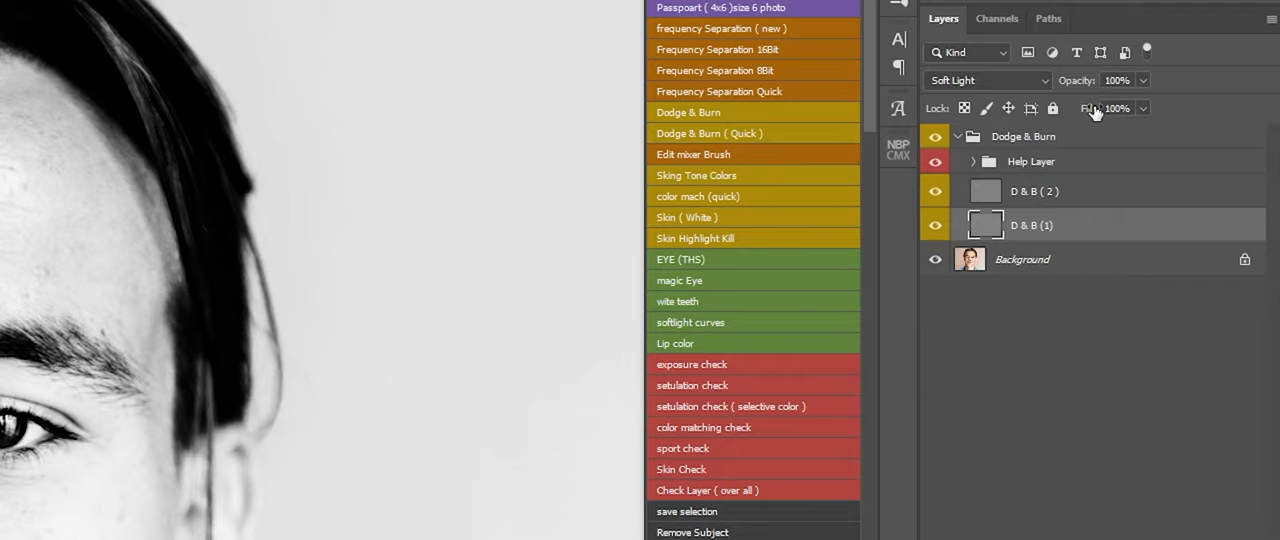 Passpoart ( 4x6 )size 6 photo
frequency Separation ( new )
Frequency Separation 16Bit
Frequency Separation 8Bit
Frequency Separation Quick
Dodge & Burn
Dodge & Burn ( Quick )
Edit mixer Brush
Sking Tone Colors
color mach (quick)
Skin ( White )
Skin Highlight Kill
EYE (THS)
magic Eye
wite teeth
softlight curves
Lip color
exposure check
setulation check
setulation check ( selective color )
color matching check
sport check
Skin Check
Check Layer ( over all )
save selection
Remove Subject
A
A
NBP
CMX
Layers Channels Paths
Kind T
Soft Light Opacity: 100%
Lock: 100%
Dodge & Burn
Help Layer
D & B ( 2 )
D & B (1)
Background